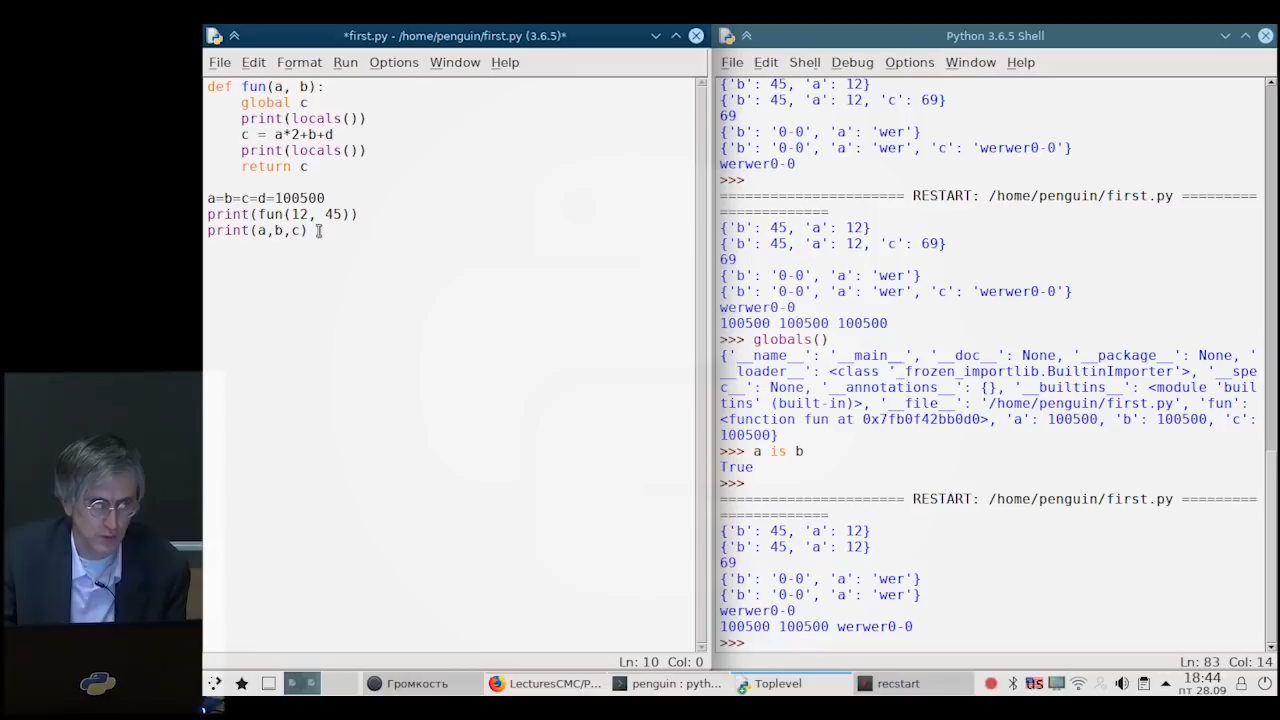 *first.py - /home/penguin/first.py (3.6.5)*
File Edit Format Run Options Window Help
def fun(a, b):
    global c
    print(locals())
    c = a*2+b+d
    print(locals())
    return c
a=b=c=d=100500
print(fun(12, 45))
print(a,b,c)
Ln: 10 Col: 0
Python 3.6.5 Shell
File Edit Shell Debug Options Window Help
{'b': 45, 'a': 12}
{'b': 45, 'a': 12, 'c': 69}
69
{'b': '0-0', 'a': 'wer'}
{'b': '0-0', 'a': 'wer', 'c': 'werwer0-0'}
werwer0-0
>>>
====================== RESTART: /home/penguin/first.py =========
=============
{'b': 45, 'a': 12}
{'b': 45, 'a': 12, 'c': 69}
69
{'b': '0-0', 'a': 'wer'}
{'b': '0-0', 'a': 'wer', 'c': 'werwer0-0'}
werwer0-0
100500 100500 100500
>>> globals()
{'__name__': '__main__', '__doc__': None, '__package__': None, '
__loader__': <class '_frozen_importlib.BuiltinImporter'>, '__spe
c__': None, '__annotations__': {}, '__builtins__': <module 'buil
tins' (built-in)>, '__file__': '/home/penguin/first.py', 'fun':
<function fun at 0x7fb0f42bb0d0>, 'a': 100500, 'b': 100500, 'c':
100500}
>>> a is b
True
>>>
====================== RESTART: /home/penguin/first.py =========
=============
{'b': 45, 'a': 12}
{'b': 45, 'a': 12}
69
{'b': '0-0', 'a': 'wer'}
{'b': '0-0', 'a': 'wer'}
werwer0-0
100500 100500 werwer0-0
>>>
Ln: 83 Col: 14
Громкость
LecturesCMC/P...
penguin : pyth...
Toplevel
recstart
us
18:44
пт 28.09